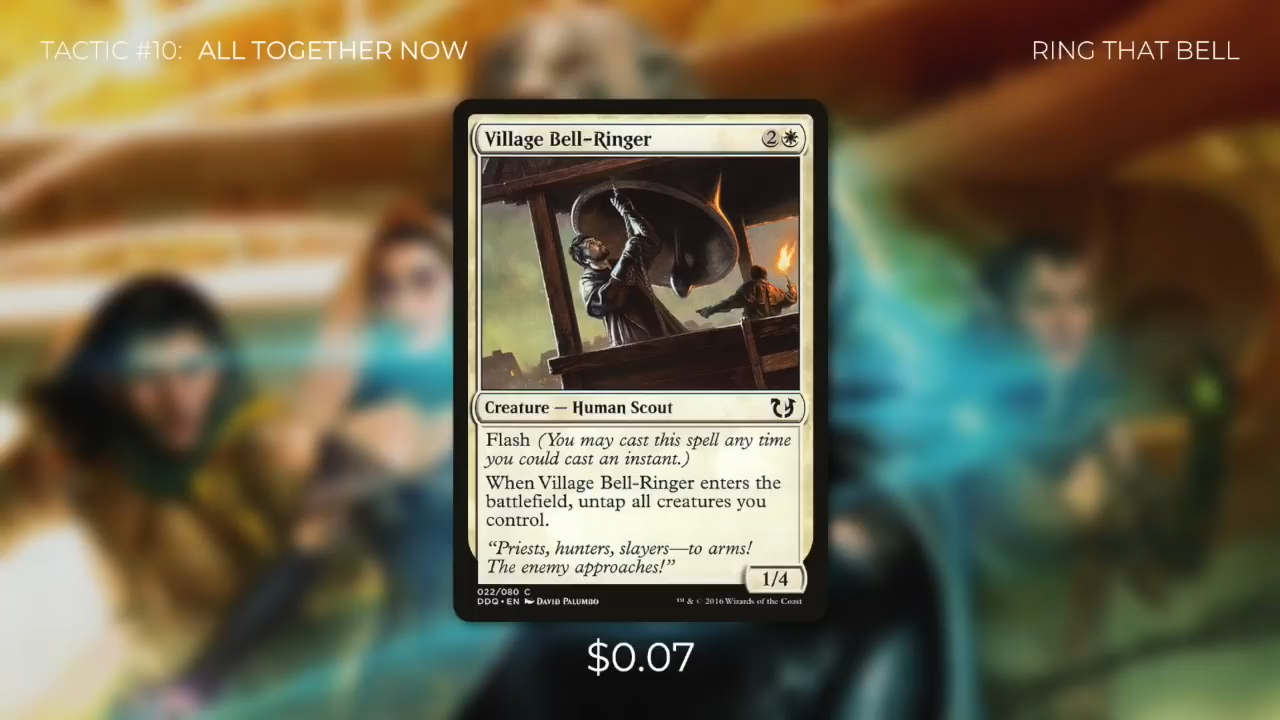 TACTIC #10: ALL TOGETHER NOW
RING THAT BELL
Village Bell-Ringer
2
Creature — Human Scout
Flash (You may cast this spell any time
you could cast an instant.)
When Village Bell-Ringer enters the
battlefield, untap all creatures you
control.
“Priests, hunters, slayers—to arms!
The enemy approaches!”
1/4
022/080 C
DDQ • EN David Palumbo
™ & © 2016 Wizards of the Coast
$0.07